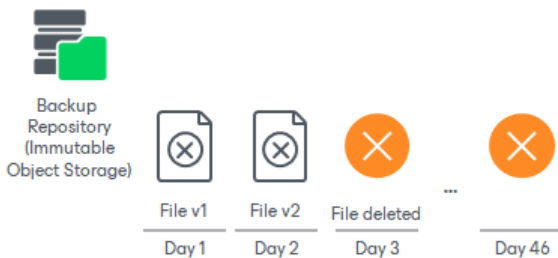 Backup
Repository
(Immutable
Object Storage)
File v1
File v2
File deleted
...
Day 1
Day 2
Day 3
Day 46